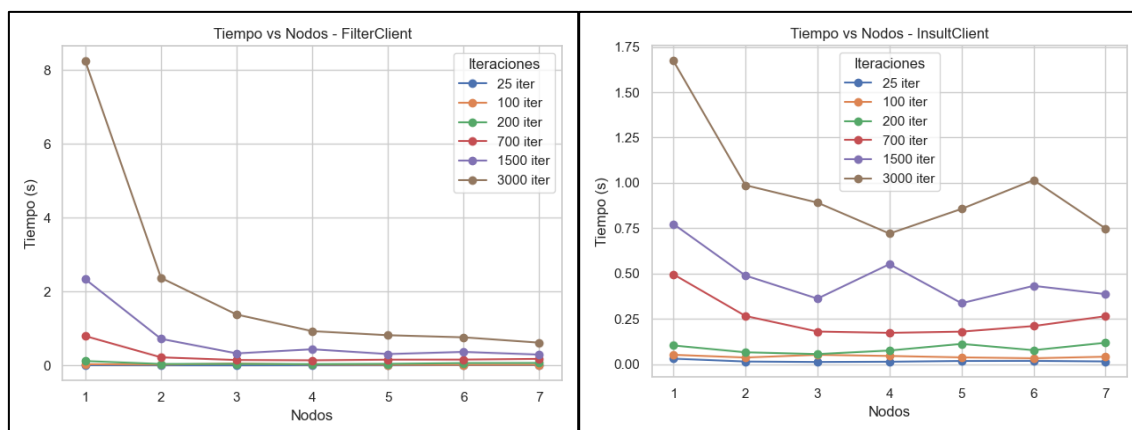 Tiempo vs Nodos - FilterClient
Tiempo (s)
8
6
4
2
0
Iteraciones
25 iter
100 iter
200 iter
700 iter
1500 iter
3000 iter
1 2 3 4 5 6 7
Nodos
Tiempo vs Nodos - InsultClient
Tiempo (s)
1.75
1.50
1.25
1.00
0.75
0.50
0.25
0.00
Iteraciones
25 iter
100 iter
200 iter
700 iter
1500 iter
3000 iter
1 2 3 4 5 6 7
Nodos